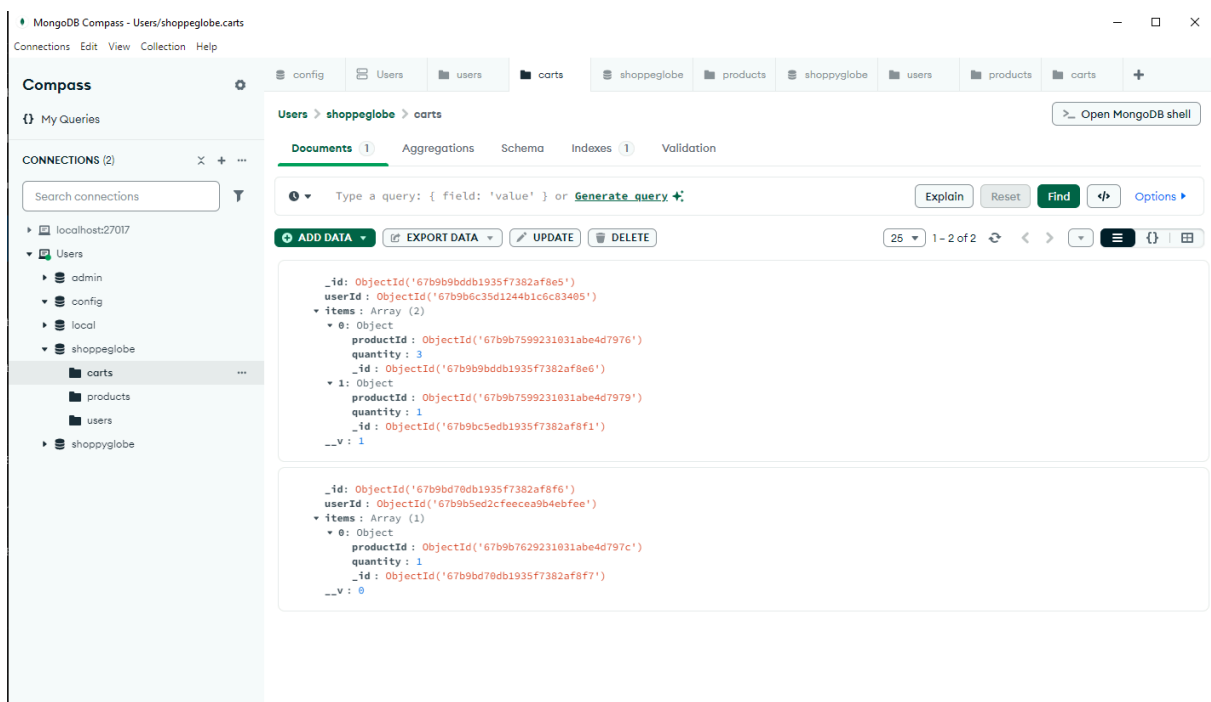 MongoDB Compass - Users/shoppeglobe.carts
Connections Edit View Collection Help
Compass
{} My Queries
CONNECTIONS (2)
Search connections
localhost:27017
Users
admin
config
local
shoppeglobe
carts
products
users
shoppyglobe
config Users users carts shoppeglobe products shoppyglobe users products carts +
Users > shoppeglobe > carts
>_ Open MongoDB shell
Documents 1 Aggregations Schema Indexes 1 Validation
Type a query: { field: 'value' } or Generate query
Explain Reset Find </> Options
ADD DATA EXPORT DATA UPDATE DELETE
25 1 – 2 of 2 {}
_id: ObjectId('67b9b9bddb1935f7382af8e5')
userId : ObjectId('67b9b6c35d1244b1c6c83405')
items : Array (2)
0: Object
productId : ObjectId('67b9b7599231031abe4d7976')
quantity : 3
_id : ObjectId('67b9b9bddb1935f7382af8e6')
1: Object
productId : ObjectId('67b9b7599231031abe4d7979')
quantity : 1
_id : ObjectId('67b9bc5edb1935f7382af8f1')
__v : 1
_id: ObjectId('67b9bd70db1935f7382af8f6')
userId : ObjectId('67b9b5ed2cfeecea9b4ebfee')
items : Array (1)
0: Object
productId : ObjectId('67b9b7629231031abe4d797c')
quantity : 1
_id : ObjectId('67b9bd70db1935f7382af8f7')
__v : 0